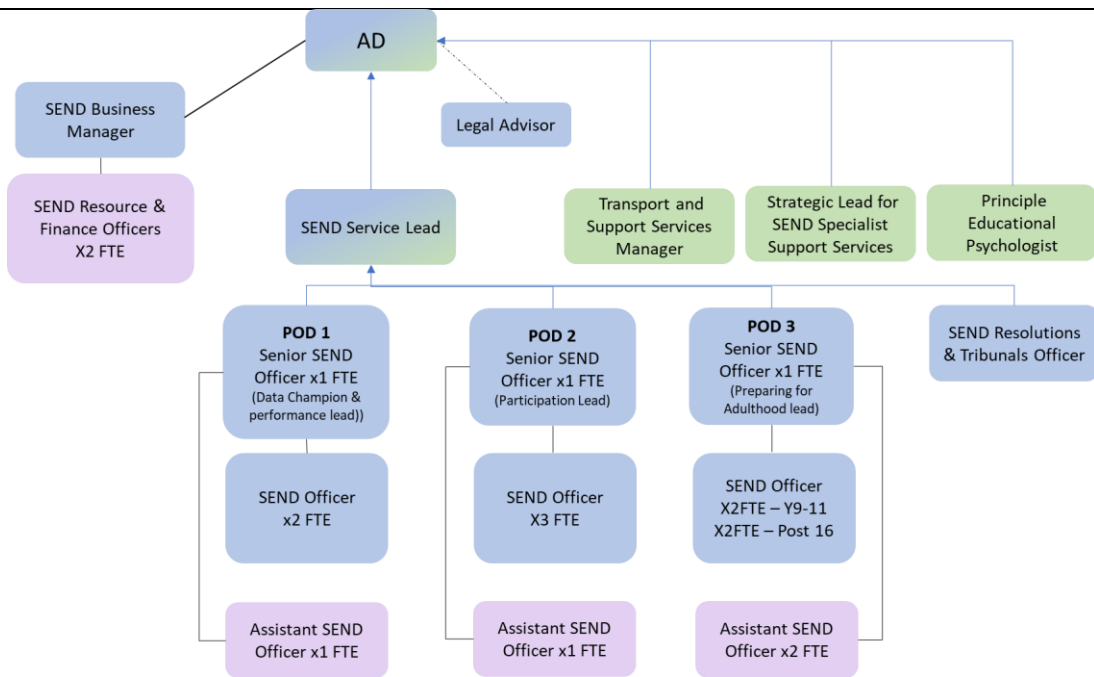 AD
SEND Business
Manager
Legal Advisor
SEND Resource &
Finance Officers
X2 FTE
SEND Service Lead
Transport and
Support Services
Manager
Strategic Lead for
SEND Specialist
Support Services
Principle
Educational
Psychologist
POD 1
Senior SEND
Officer x1 FTE
(Data Champion &
performance lead))
POD 2
Senior SEND
Officer x1 FTE
(Participation Lead)
POD 3
Senior SEND
Officer x1 FTE
(Preparing for
Adulthood lead)
SEND Resolutions
& Tribunals Officer
SEND Officer
x2 FTE
SEND Officer
X3 FTE
SEND Officer
X2FTE – Y9-11
X2FTE – Post 16
Assistant SEND
Officer x1 FTE
Assistant SEND
Officer x1 FTE
Assistant SEND
Officer x2 FTE